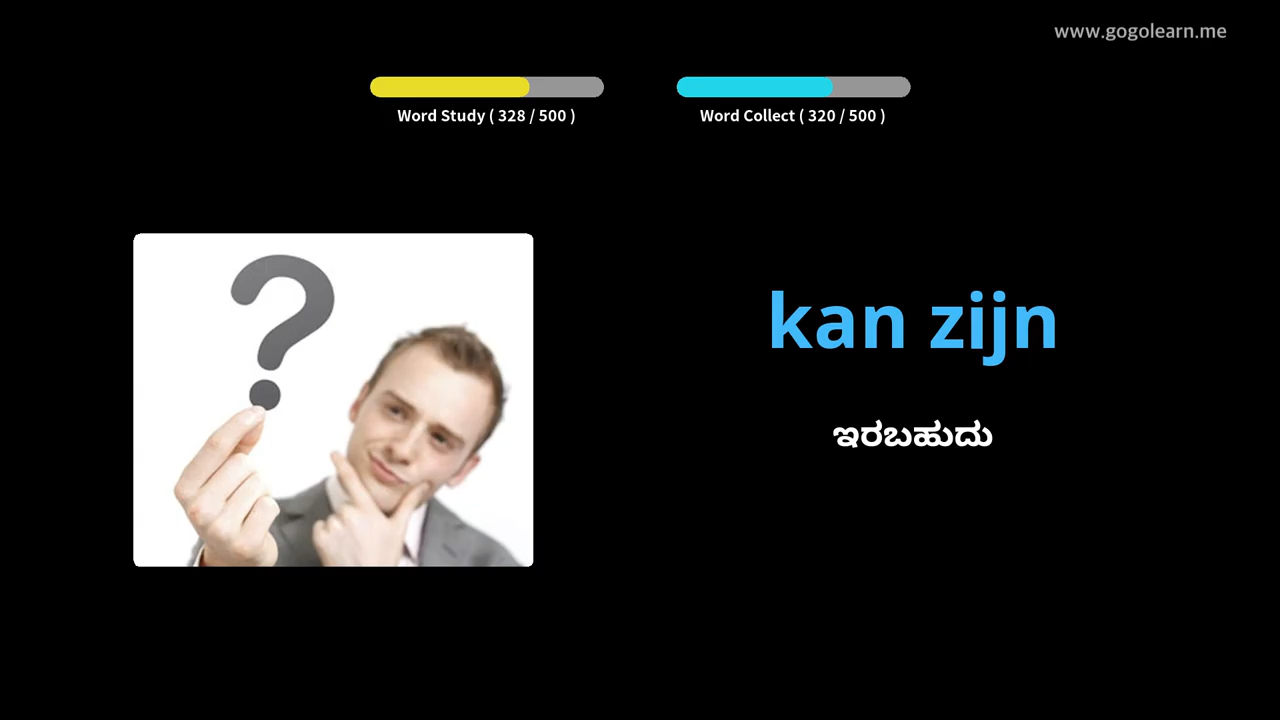 www.gogolearn.me
Word Study ( 328 / 500 )
Word Collect ( 320 / 500 )
kan zijn
ಇರಬಹುದು